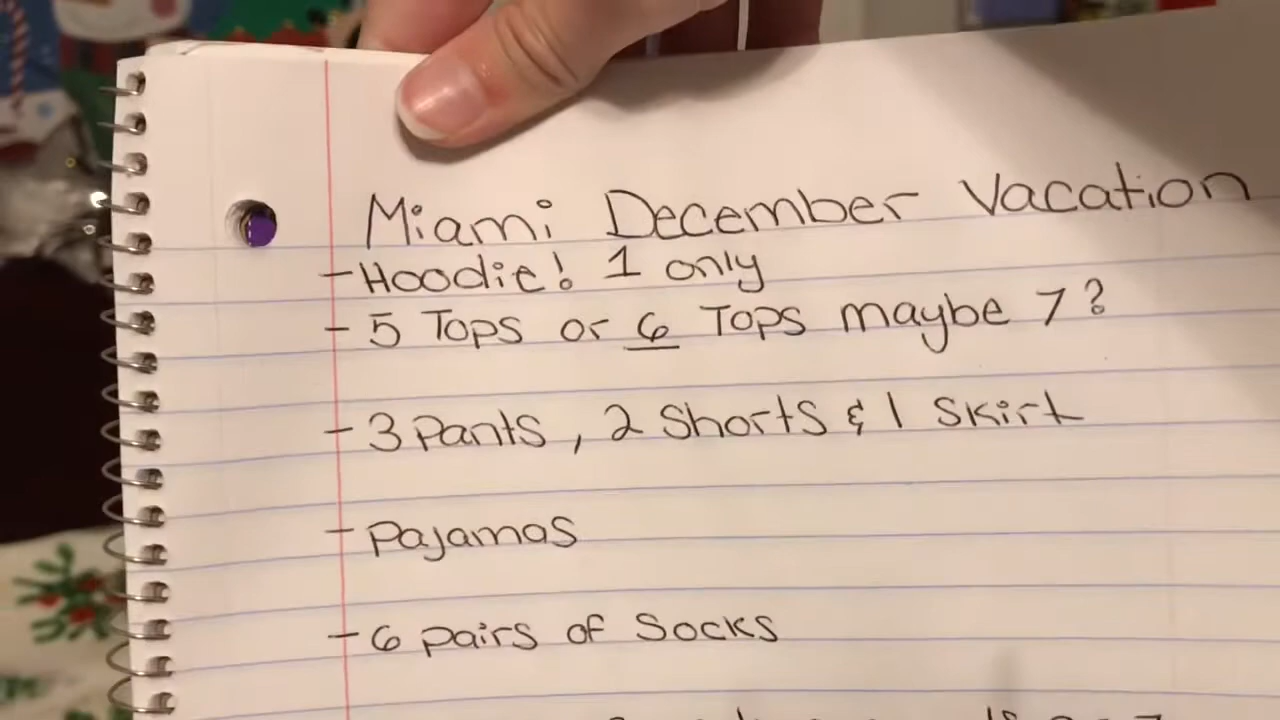 Miami December Vacation
- Hoodie! 1 only
- 5 Tops or 6 Tops maybe 7?
- 3 Pants, 2 Shorts & 1 Skirt
- Pajamas
- 6 pairs of Socks